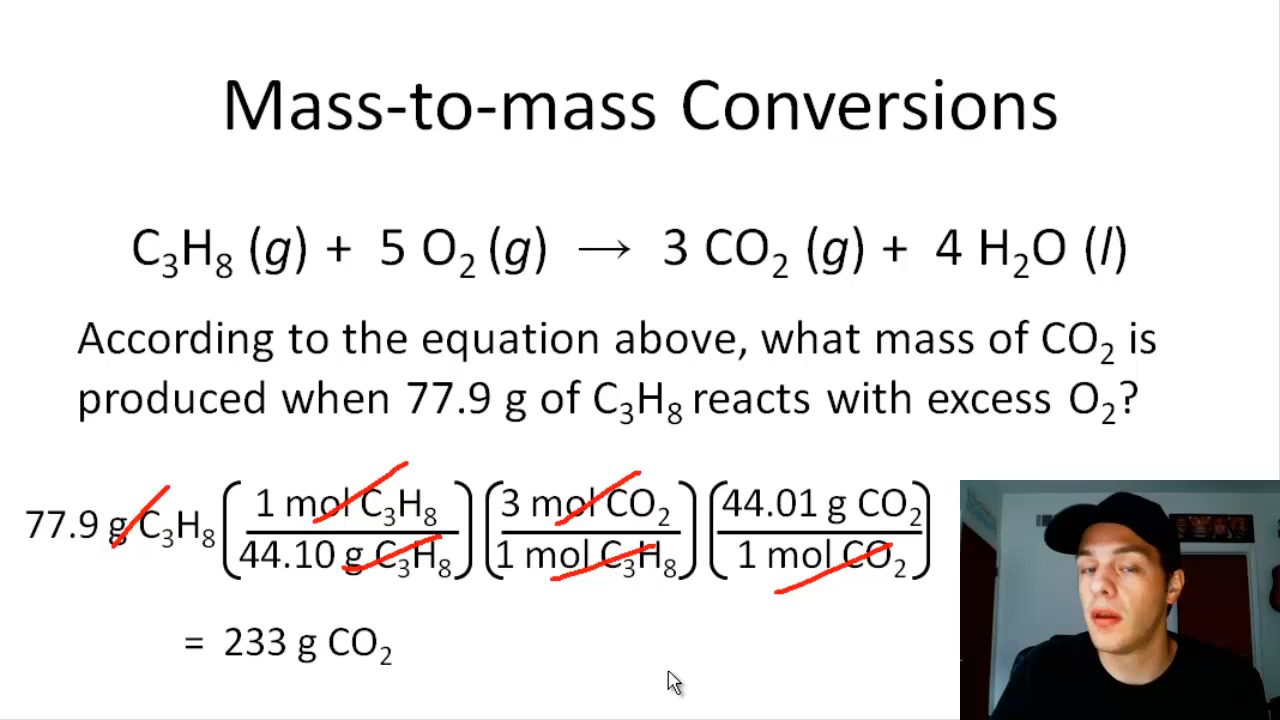 Mass-to-mass Conversions
C₃H₈ (g) + 5 O₂ (g) → 3 CO₂ (g) + 4 H₂O (l)
According to the equation above, what mass of CO₂ is
produced when 77.9 g of C₃H₈ reacts with excess O₂?
77.9 g C₃H₈ (1 mol C₃H₈ / 44.10 g C₃H₈) (3 mol CO₂ / 1 mol C₃H₈) (44.01 g CO₂ / 1 mol CO₂)
= 233 g CO₂